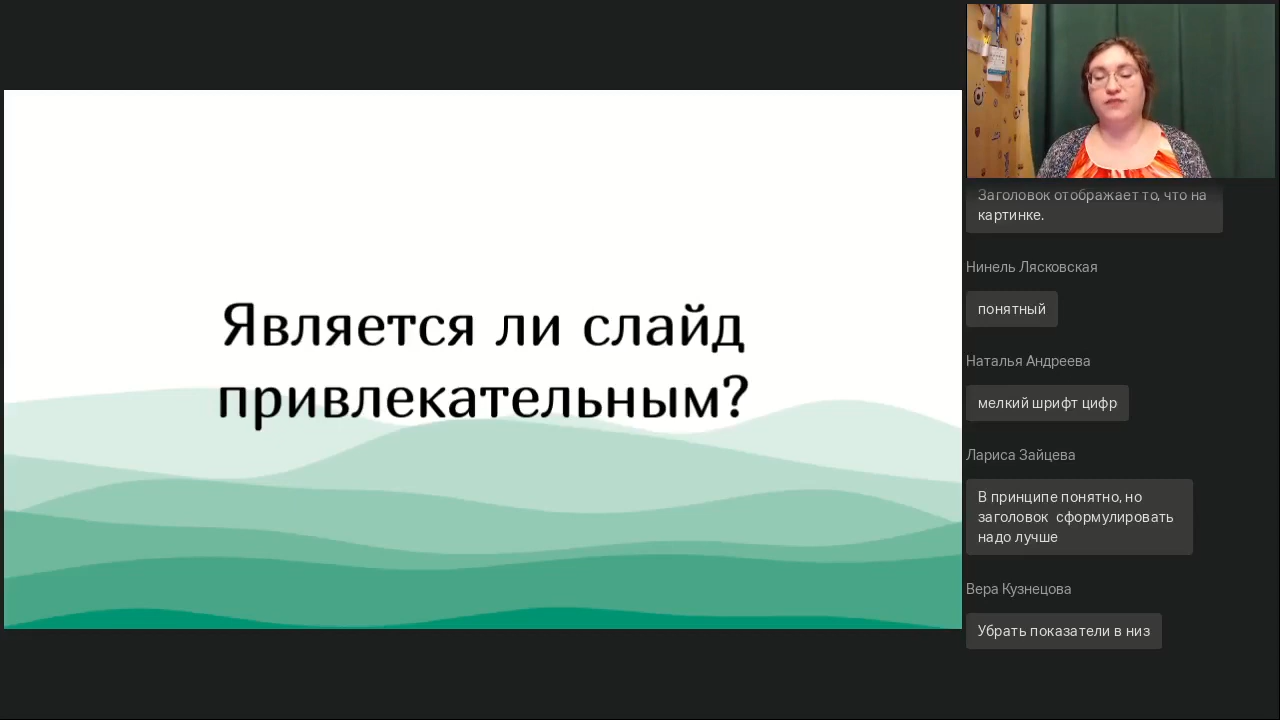 Является ли слайд
привлекательным?
Заголовок отображает то, что на
картинке.
Нинель Лясковская
понятный
Наталья Андреева
мелкий шрифт цифр
Лариса Зайцева
В принципе понятно, но
заголовок  сформулировать
надо лучше
Вера Кузнецова
Убрать показатели в низ